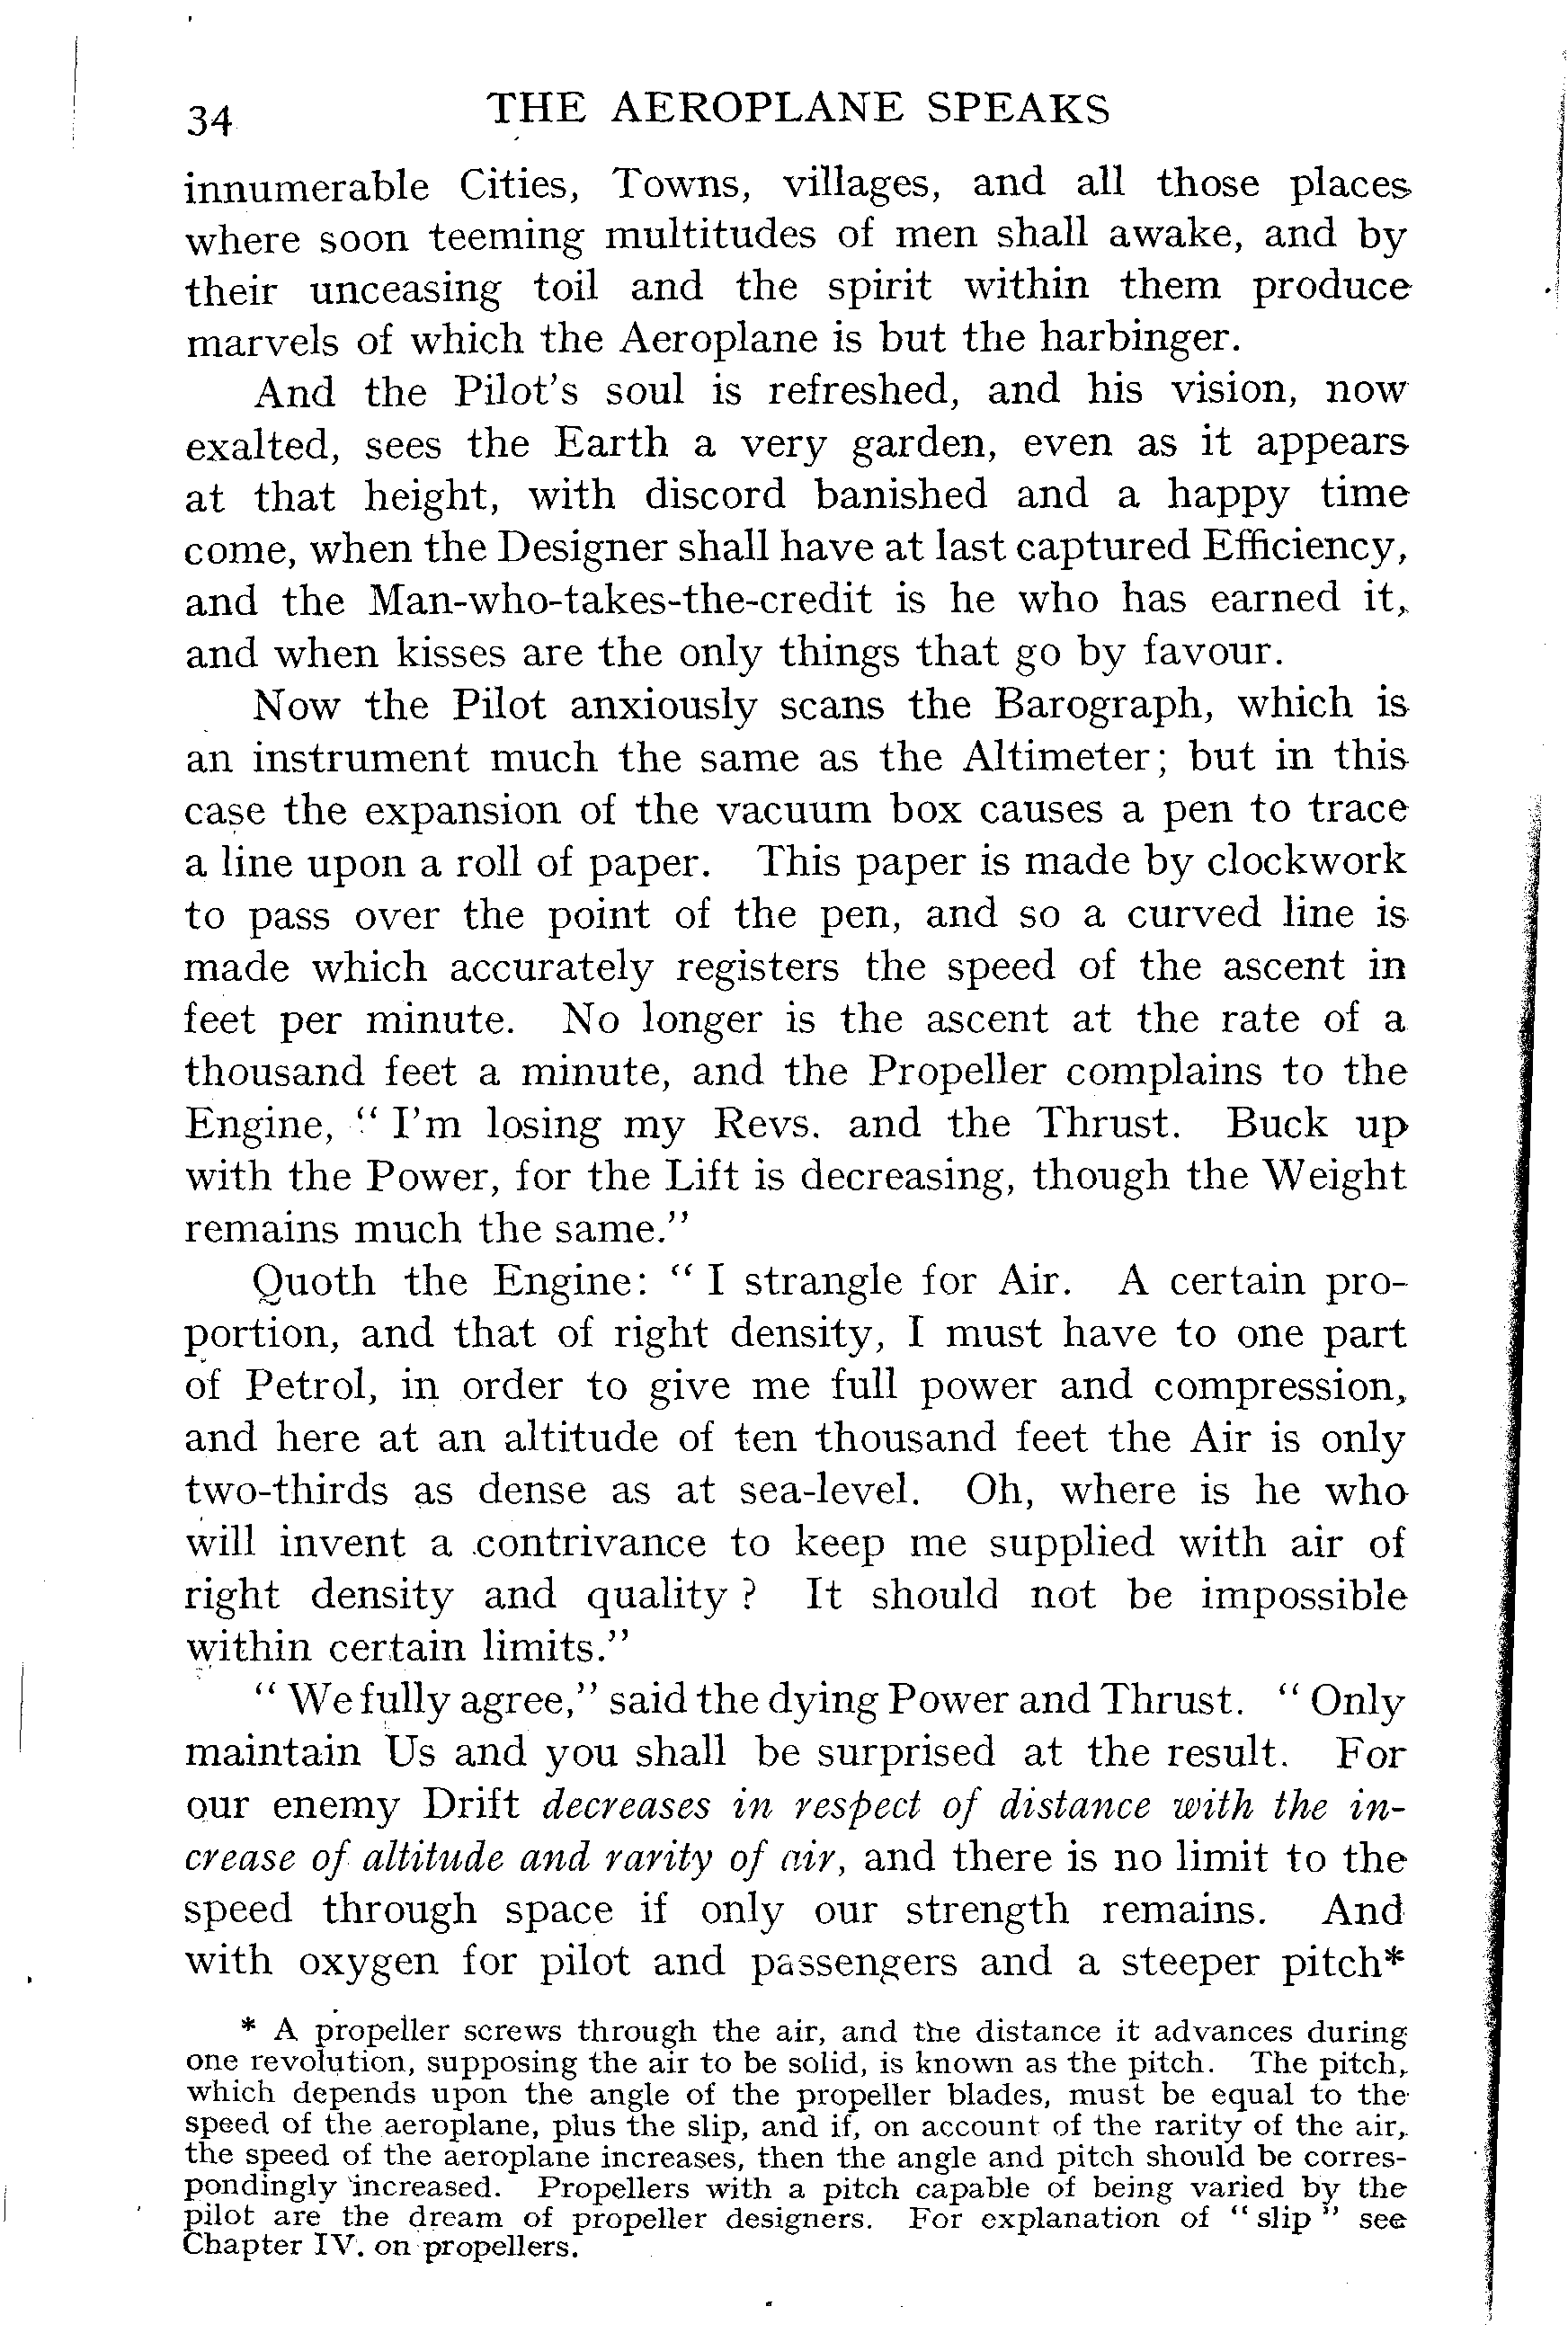 34 THE AEROPLANE SPEAKS
innumerable Cities, Towns, villages, and all those places
where soon teeming multitudes of men shall awake, and by
their unceasing toil and the spirit within them produce
marvels of which the Aeroplane is but the harbinger.
And the Pilot's soul is refreshed, and his vision, now
exalted, sees the Earth a very garden, even as it appears
at that height, with discord banished and a happy time
come, when the Designer shall have at last captured Efficiency,
and the Man-who-takes-the-credit is he who has earned it,
and when kisses are the only things that go by favour.
Now the Pilot anxiously scans the Barograph, which is
an instrument much the same as the Altimeter; but in this
case the expansion of the vacuum box causes a pen to trace
a line upon a roll of paper. This paper is made by clockwork
to pass over the point of the pen, and so a curved line is
made which accurately registers the speed of the ascent in
feet per minute. No longer is the ascent at the rate of a
thousand feet a minute, and the Propeller complains to the
Engine, "I'm losing my Revs. and the Thrust. Buck up
with the Power, for the Lift is decreasing, though the Weight
remains much the same."
Quoth the Engine: "I strangle for Air. A certain pro-
portion, and that of right density, I must have to one part
of Petrol, in order to give me full power and compression,
and here at an altitude of ten thousand feet the Air is only
two-thirds as dense as at sea-level. Oh, where is he who
will invent a contrivance to keep me supplied with air of
right density and quality? It should not be impossible
within certain limits."
"We fully agree," said the dying Power and Thrust. "Only
maintain Us and you shall be surprised at the result. For
our enemy Drift decreases in respect of distance with the in-
crease of altitude and rarity of air, and there is no limit to the
speed through space if only our strength remains. And
with oxygen for pilot and passengers and a steeper pitch*
* A propeller screws through the air, and the distance it advances during
one revolution, supposing the air to be solid, is known as the pitch. The pitch,
which depends upon the angle of the propeller blades, must be equal to the
speed of the aeroplane, plus the slip, and if, on account of the rarity of the air,
the speed of the aeroplane increases, then the angle and pitch should be corres-
pondingly increased. Propellers with a pitch capable of being varied by the
pilot are the dream of propeller designers. For explanation of "slip" see
Chapter IV. on propellers.